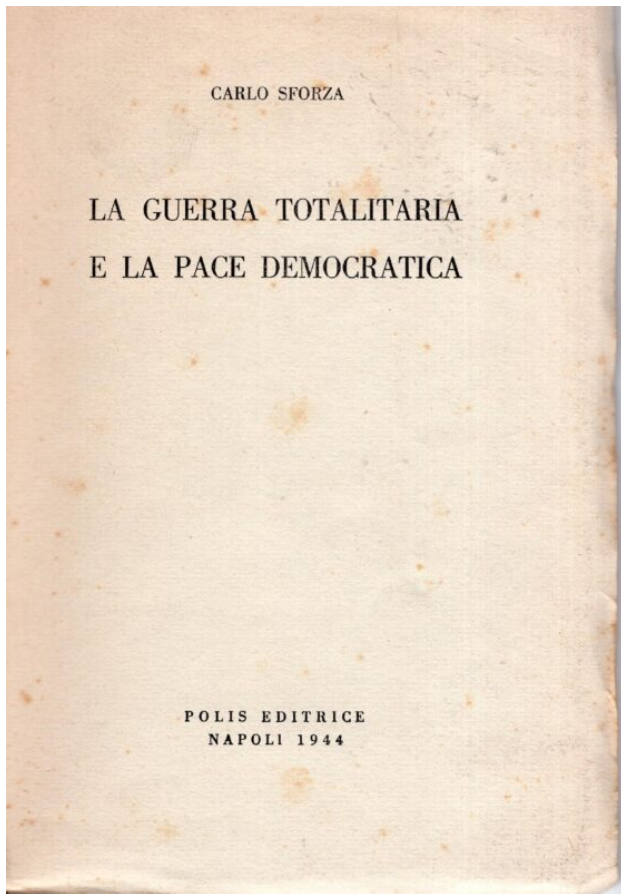 CARLO SFORZA
LA GUERRA TOTALITARIA
E LA PACE DEMOCRATICA
POLIS EDITRICE
NAPOLI 1944